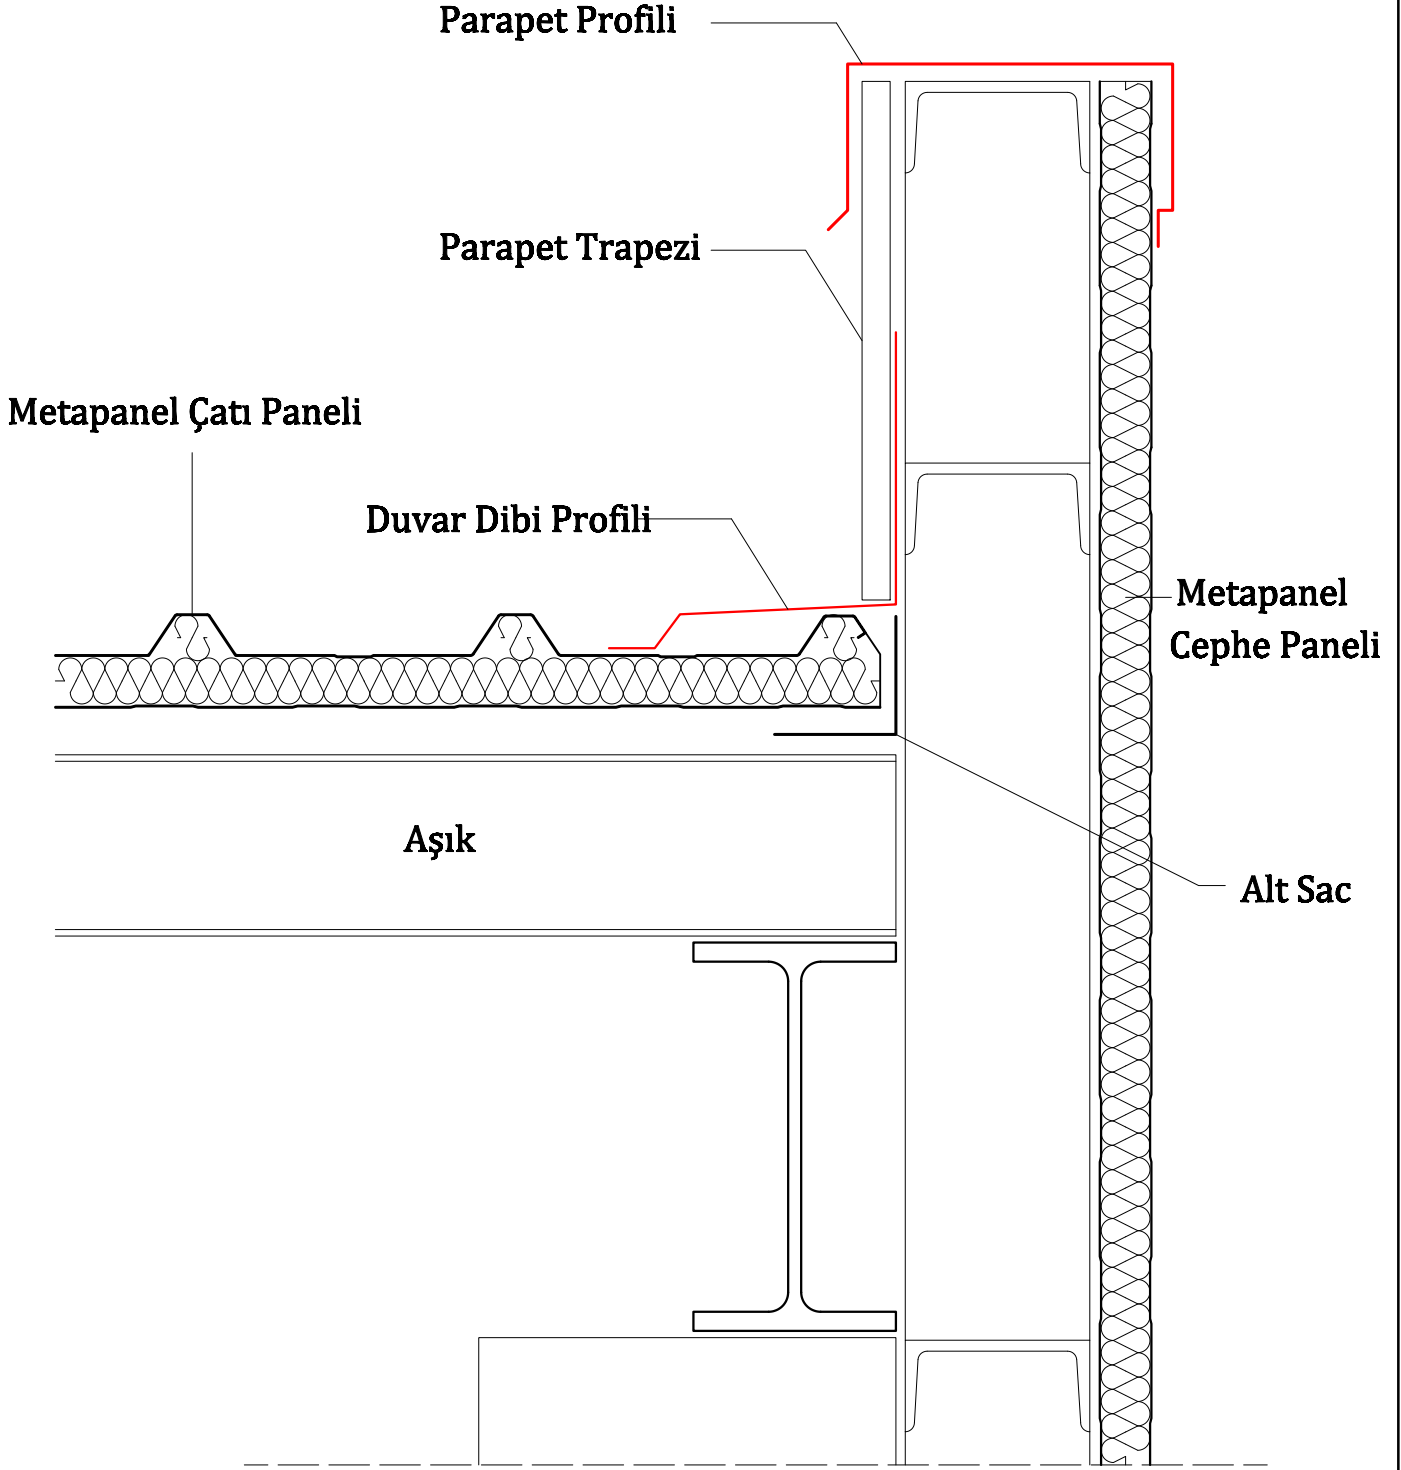 Parapet Profili
Parapet Trapezi
Metapanel Çatı Paneli
Duvar Dibi Profili
Metapanel
Cephe Paneli
Aşık
Alt Sac